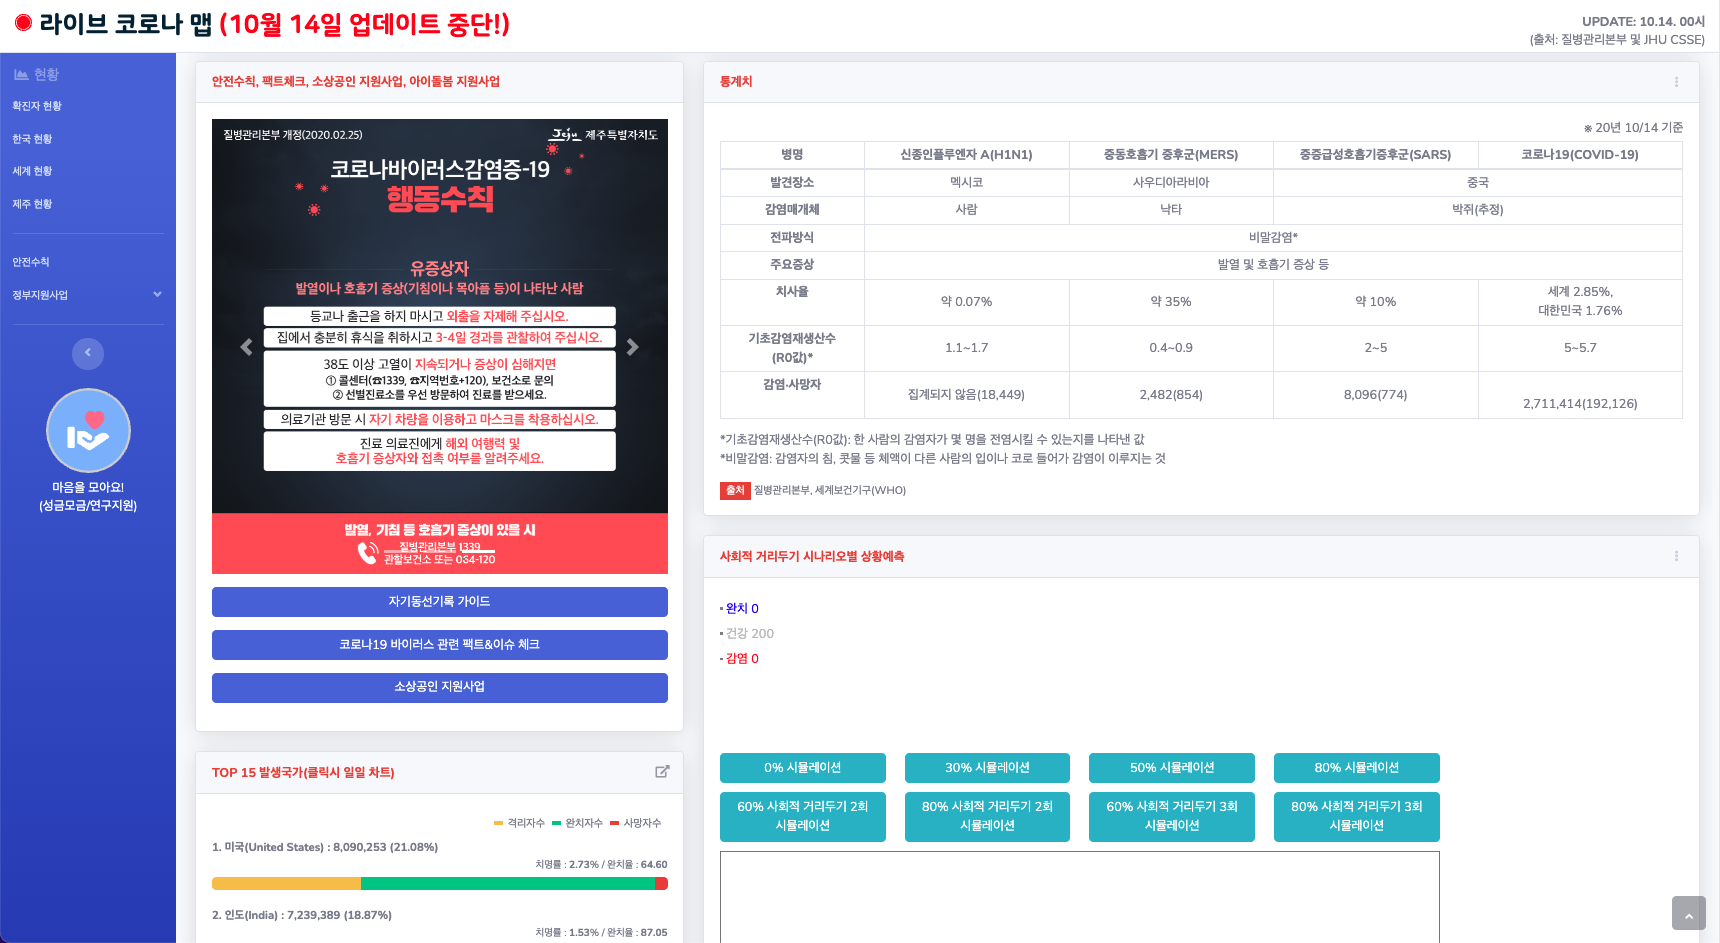 라이브 코로나 맵 (10월 14일 업데이트 중단!)
UPDATE: 10.14. 00시
(출처: 질병관리본부 및 JHU CSSE)
현황
확진자 현황
한국 현황
세계 현황
제주 현황
안전수칙
정부지원사업
마음을 모아요!
(성금모금/연구지원)
안전수칙, 팩트체크, 소상공인 지원사업, 아이돌봄 지원사업
질병관리본부 개정(2020.02.25)
Jeju 제주특별자치도
코로나바이러스감염증-19
행동수칙
유증상자
발열이나 호흡기 증상(기침이나 목아픔 등)이 나타난 사람
등교나 출근을 하지 마시고 외출을 자제해 주십시오.
집에서 충분히 휴식을 취하시고 3-4일 경과를 관찰하여 주십시오.
38도 이상 고열이 지속되거나 증상이 심해지면
① 콜센터(☎1339, ☎지역번호+120), 보건소로 문의
② 선별진료소를 우선 방문하여 진료를 받으세요.
의료기관 방문 시 자기 차량을 이용하고 마스크를 착용하십시오.
진료 의료진에게 해외 여행력 및
호흡기 증상자와 접촉 여부를 알려주세요.
발열, 기침 등 호흡기 증상이 있을 시
질병관리본부 1339
관할보건소 또는 064-120
자기동선기록 가이드
코로나19 바이러스 관련 팩트&이슈 체크
소상공인 지원사업
TOP 15 발생국가(클릭시 일일 차트)
격리자수 완치자수 사망자수
1. 미국(United States) : 8,090,253 (21.08%)
치명률 : 2.73% / 완치율 : 64.60
2. 인도(India) : 7,239,389 (18.87%)
치명률 : 1.53% / 완치율 : 87.05
통계치
※ 20년 10/14 기준
병명 신종인플루엔자 A(H1N1) 중동호흡기 증후군(MERS) 중증급성호흡기증후군(SARS) 코로나19(COVID-19)
발견장소 멕시코 사우디아라비아 중국
감염매개체 사람 낙타 박쥐(추정)
전파방식 비말감염*
주요증상 발열 및 호흡기 증상 등
치사율 약 0.07% 약 35% 약 10% 세계 2.85%,
대한민국 1.76%
기초감염재생산수
(R0값)* 1.1~1.7 0.4~0.9 2~5 5~5.7
감염·사망자 집계되지 않음(18,449) 2,482(854) 8,096(774) 2,711,414(192,126)
*기초감염재생산수(R0값): 한 사람의 감염자가 몇 명을 전염시킬 수 있는지를 나타낸 값
*비말감염: 감염자의 침, 콧물 등 체액이 다른 사람의 입이나 코로 들어가 감염이 이루지는 것
출처 질병관리본부, 세계보건기구(WHO)
사회적 거리두기 시나리오별 상황예측
완치 0
건강 200
감염 0
0% 시뮬레이션 30% 시뮬레이션 50% 시뮬레이션 80% 시뮬레이션
60% 사회적 거리두기 2회 80% 사회적 거리두기 2회 60% 사회적 거리두기 3회 80% 사회적 거리두기 3회
시뮬레이션 시뮬레이션 시뮬레이션 시뮬레이션